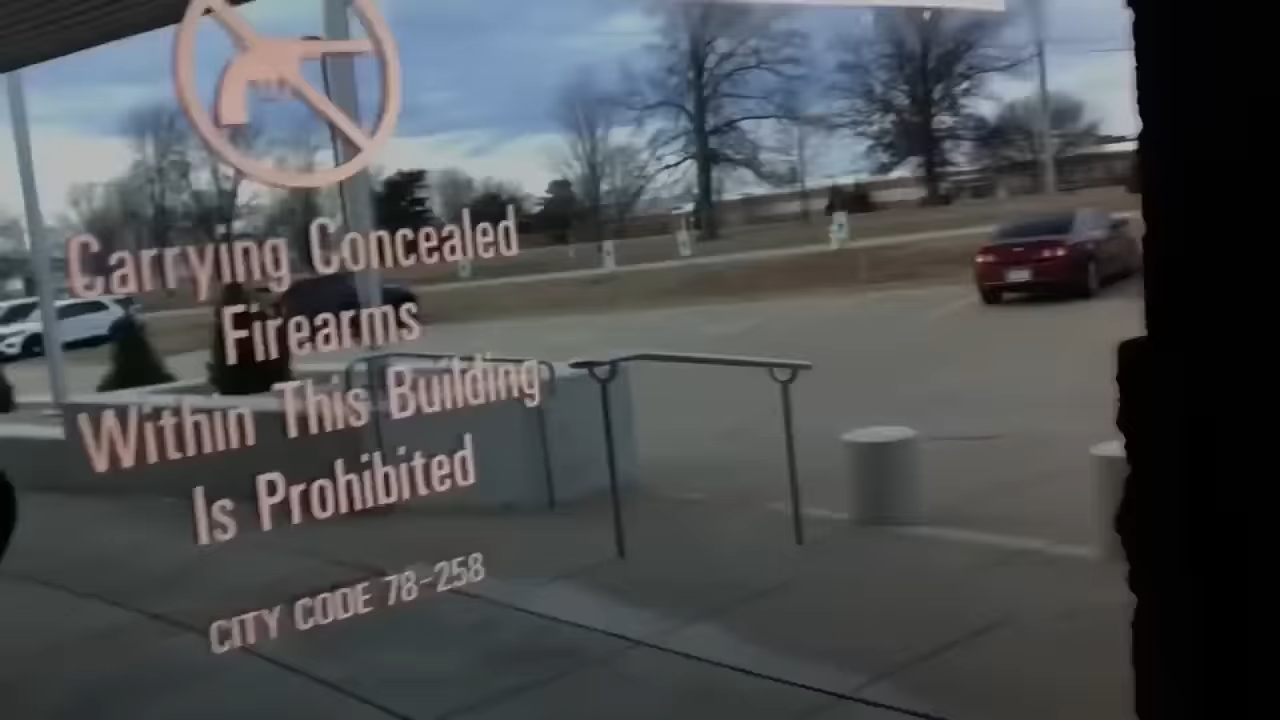 Carrying Concealed
Firearms
Within This Building
Is Prohibited
CITY CODE 78-258